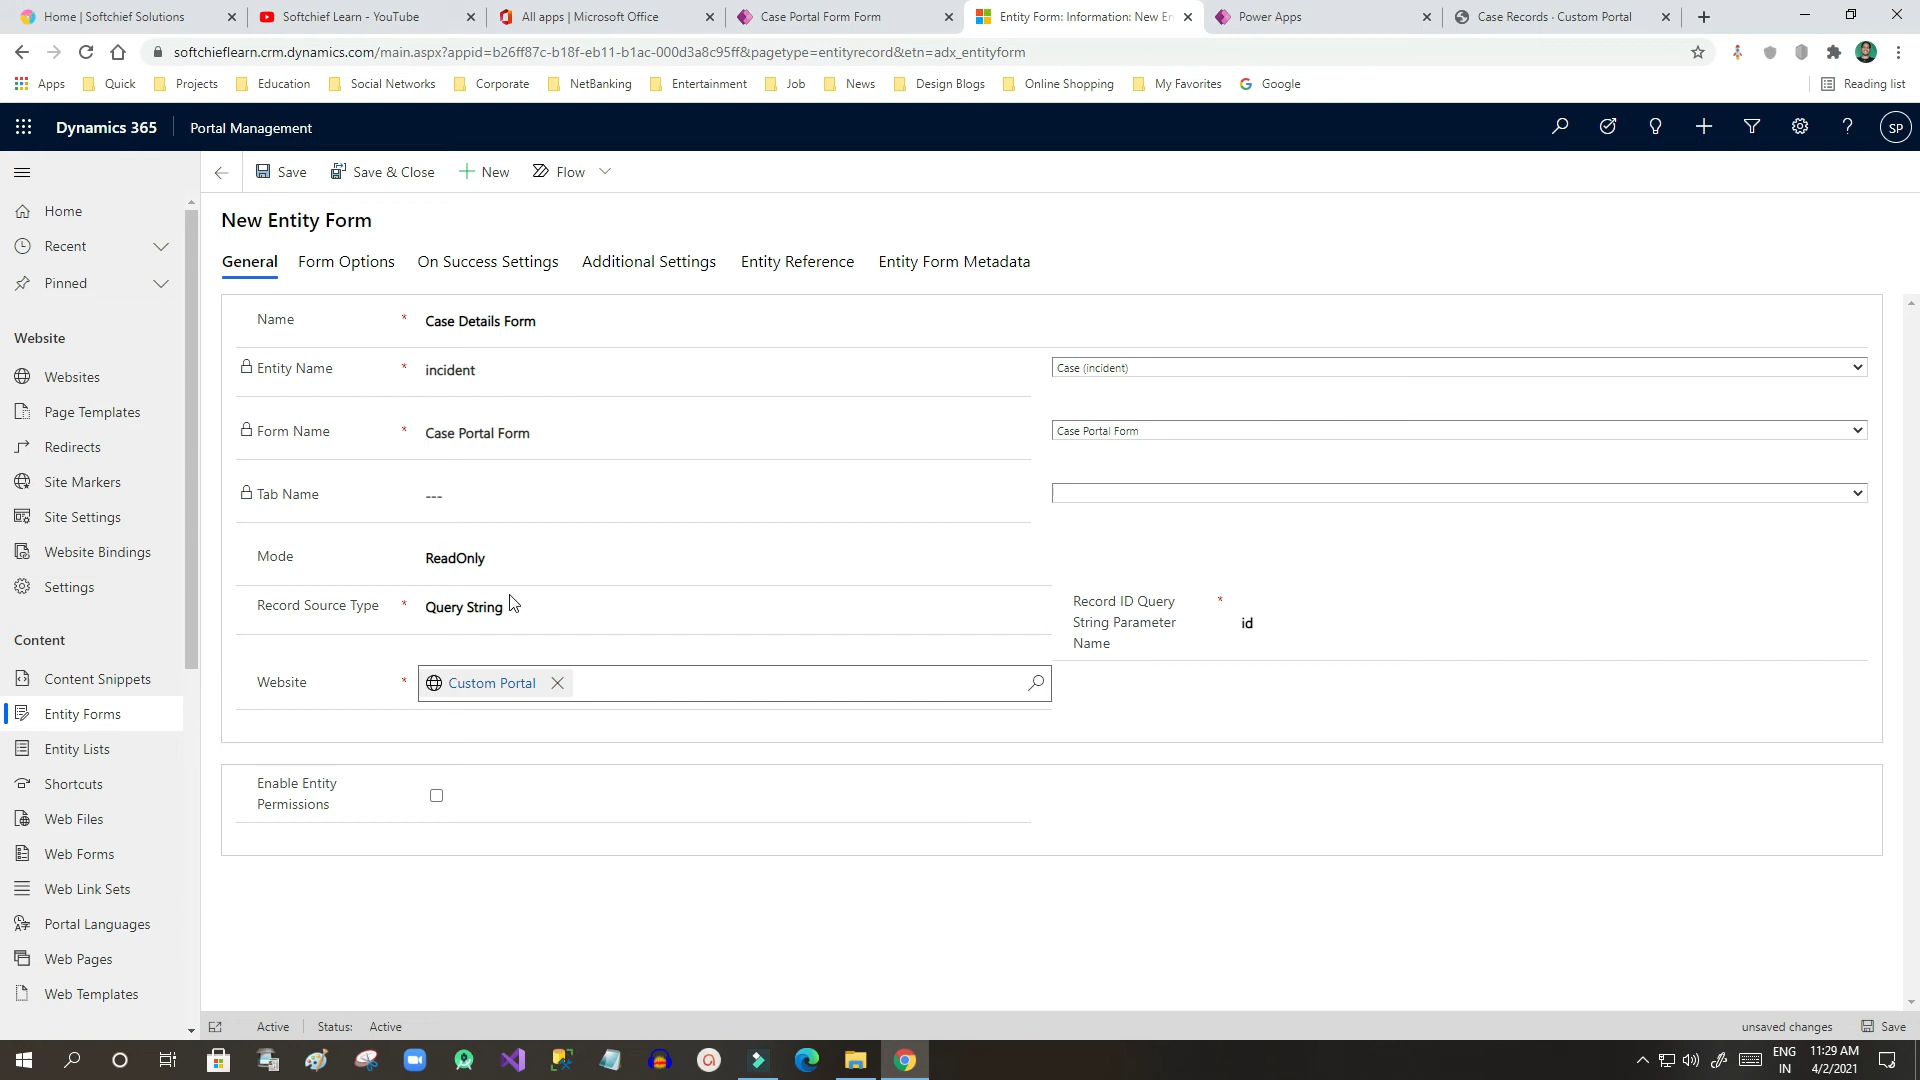 Home | Softchief Solutions
Softchief Learn - YouTube
All apps | Microsoft Office
Case Portal Form Form
Entity Form: Information: New En
Power Apps
Case Records · Custom Portal
softchieflearn.crm.dynamics.com/main.aspx?appid=b26ff87c-b18f-eb11-b1ac-000d3a8c95ff&pagetype=entityrecord&etn=adx_entityform
Apps
Quick
Projects
Education
Social Networks
Corporate
NetBanking
Entertainment
Job
News
Design Blogs
Online Shopping
My Favorites
Google
Reading list
Dynamics 365
Portal Management
SP
Save
Save & Close
New
Flow
Home
Recent
Pinned
Website
Websites
Page Templates
Redirects
Site Markers
Site Settings
Website Bindings
Settings
Content
Content Snippets
Entity Forms
Entity Lists
Shortcuts
Web Files
Web Forms
Web Link Sets
Portal Languages
Web Pages
Web Templates
New Entity Form
General
Form Options
On Success Settings
Additional Settings
Entity Reference
Entity Form Metadata
Name * Case Details Form
Entity Name * incident
Case (incident)
Form Name * Case Portal Form
Case Portal Form
Tab Name ---
Mode ReadOnly
Record Source Type * Query String
Record ID Query *
String Parameter id
Name
Website * Custom Portal
Enable Entity
Permissions
Active
Status: Active
unsaved changes
Save
ENG
IN
11:29 AM
4/2/2021